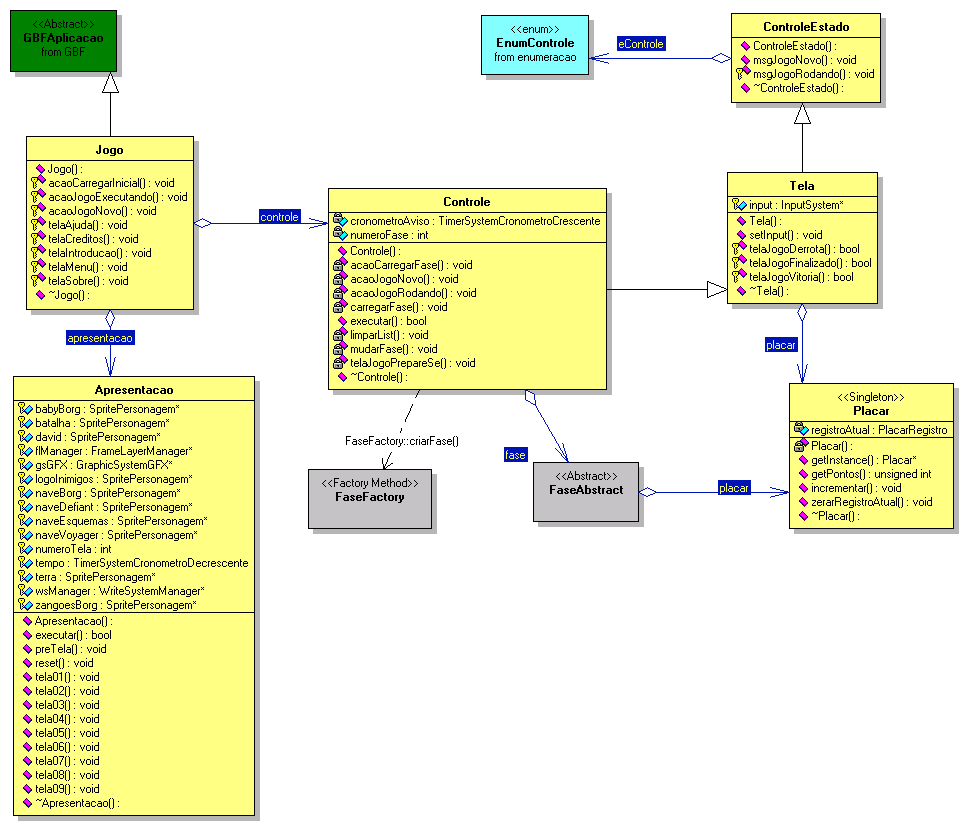 <<Abstract>>
GBFAplicacao
from GBF
<<enum>>
EnumControle
from enumeracao
eControle
ControleEstado
ControleEstado() :
msgJogoNovo() : void
msgJogoRodando() : void
~ControleEstado() :
Jogo
Jogo() :
acaoCarregarInicial() : void
acaoJogoExecutando() : void
acaoJogoNovo() : void
telaAjuda() : void
telaCreditos() : void
telaIntroducao() : void
telaMenu() : void
telaSobre() : void
~Jogo() :
controle
Controle
cronometroAviso : TimerSystemCronometroCrescente
numeroFase : int
Controle() :
acaoCarregarFase() : void
acaoJogoNovo() : void
acaoJogoRodando() : void
carregarFase() : void
executar() : bool
limparList() : void
mudarFase() : void
telaJogoPrepareSe() : void
~Controle() :
Tela
input : InputSystem*
Tela() :
setInput() : void
telaJogoDerrota() : bool
telaJogoFinalizado() : bool
telaJogoVitoria() : bool
~Tela() :
apresentacao
placar
Apresentacao
babyBorg : SpritePersonagem*
batalha : SpritePersonagem*
david : SpritePersonagem*
flManager : FrameLayerManager*
gsGFX : GraphicSystemGFX*
logoInimigos : SpritePersonagem*
naveBorg : SpritePersonagem*
naveDefiant : SpritePersonagem*
naveEsquemas : SpritePersonagem*
naveVoyager : SpritePersonagem*
numeroTela : int
tempo : TimerSystemCronometroDecrescente
terra : SpritePersonagem*
wsManager : WriteSystemManager*
zangoesBorg : SpritePersonagem*
Apresentacao() :
executar() : bool
preTela() : void
reset() : void
tela01() : void
tela02() : void
tela03() : void
tela04() : void
tela05() : void
tela06() : void
tela07() : void
tela08() : void
tela09() : void
~Apresentacao() :
FaseFactory::criarFase()
fase
<<Factory Method>>
FaseFactory
<<Abstract>>
FaseAbstract
placar
<<Singleton>>
Placar
registroAtual : PlacarRegistro
Placar() :
getInstance() : Placar*
getPontos() : unsigned int
incrementar() : void
zerarRegistroAtual() : void
~Placar() :